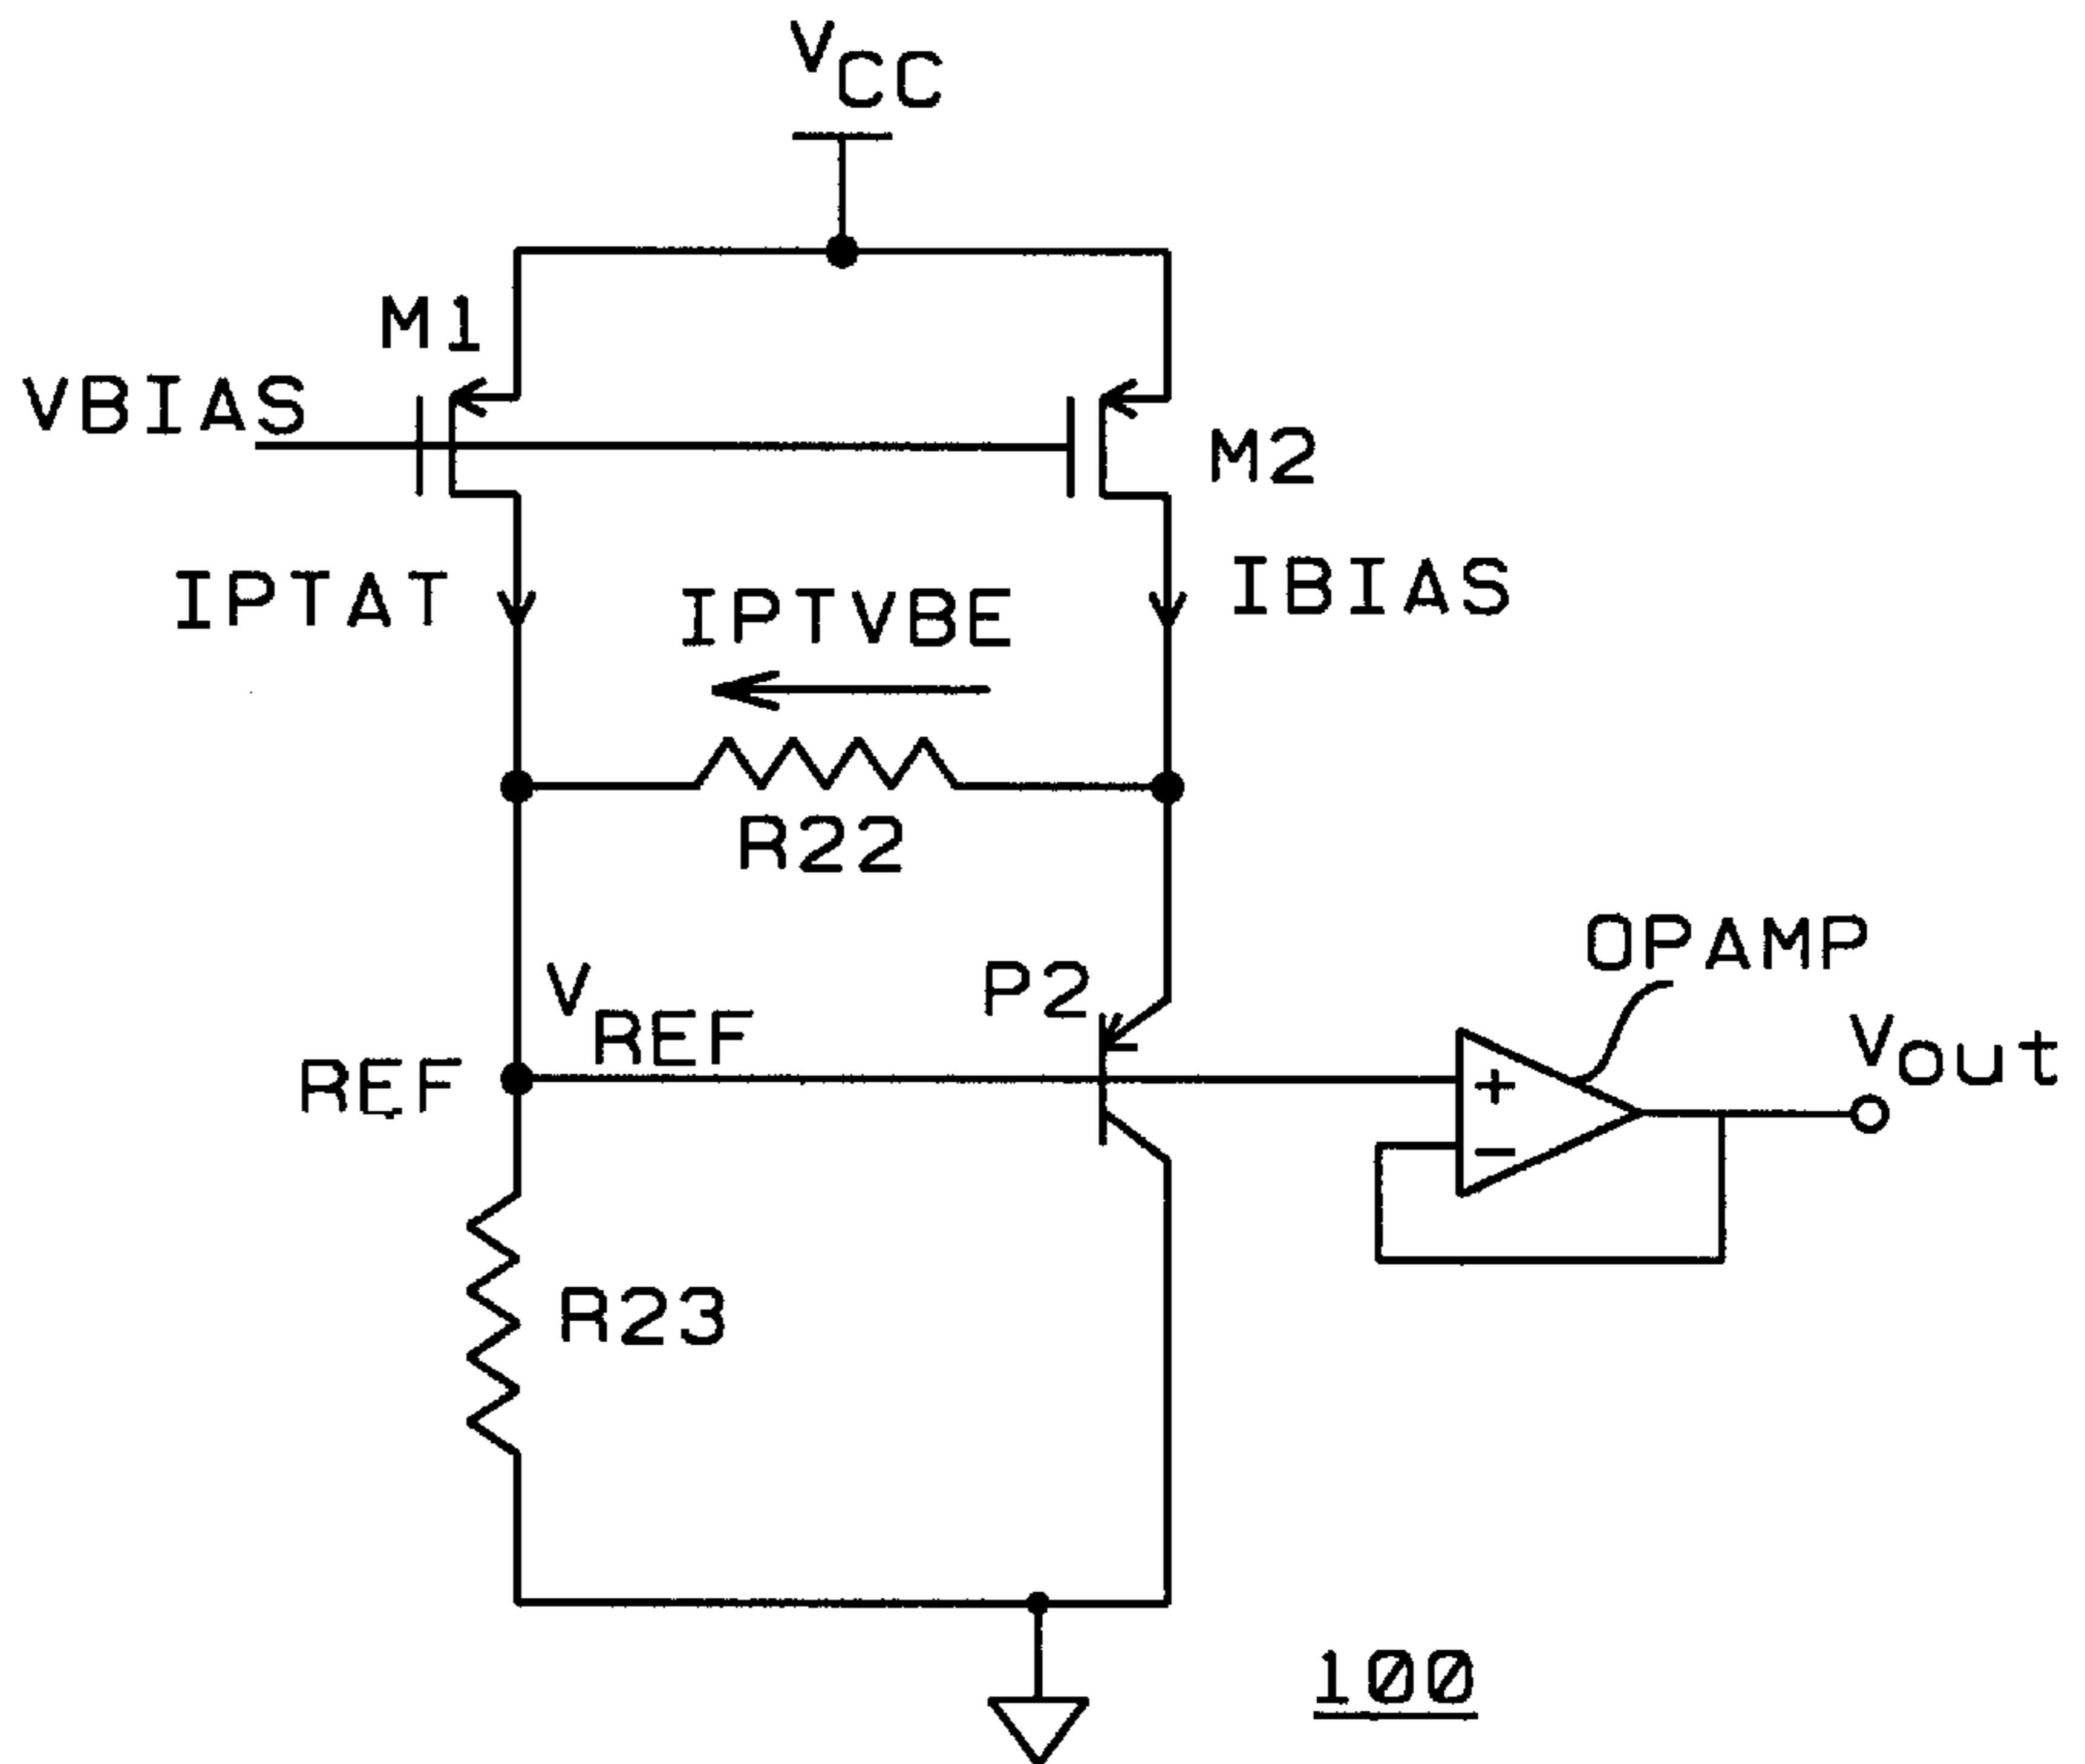 VCC
M1
VBIAS
M2
IPTAT
IPTVBE
IBIAS
R22
OPAMP
VREF
P2
Vout
REF
+
-
R23
100